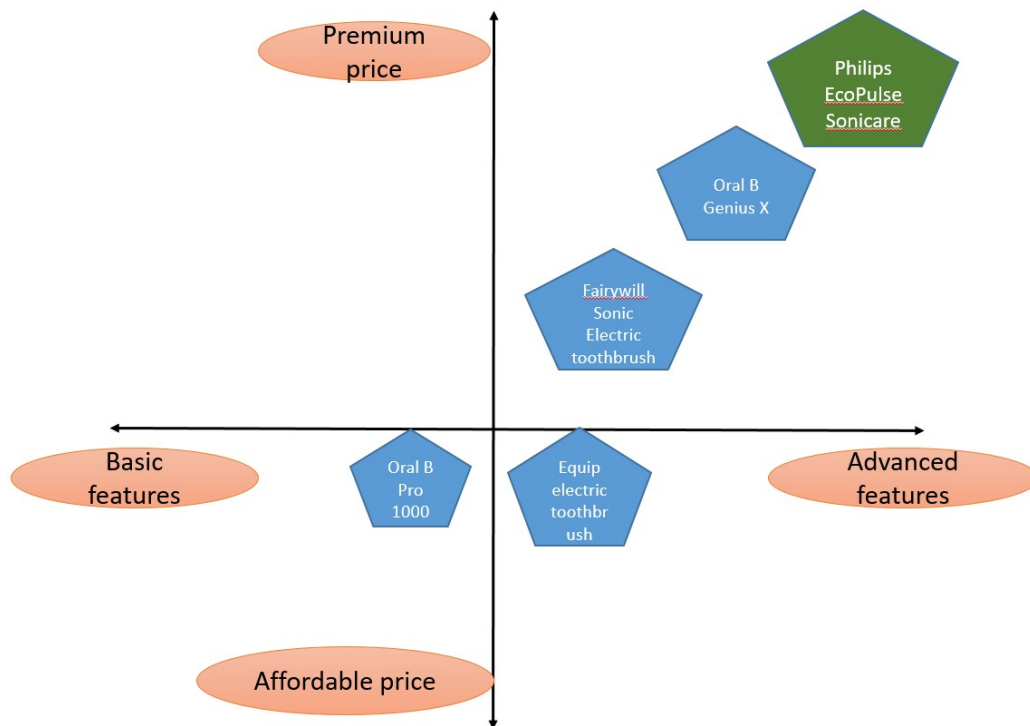 Premium
price
Philips
EcoPulse
Sonicare
Oral B
Genius X
Fairywill
Sonic
Electric
toothbrush
Basic
features
Oral B
Pro
1000
Equip
electric
toothbr
ush
Advanced
features
Affordable price